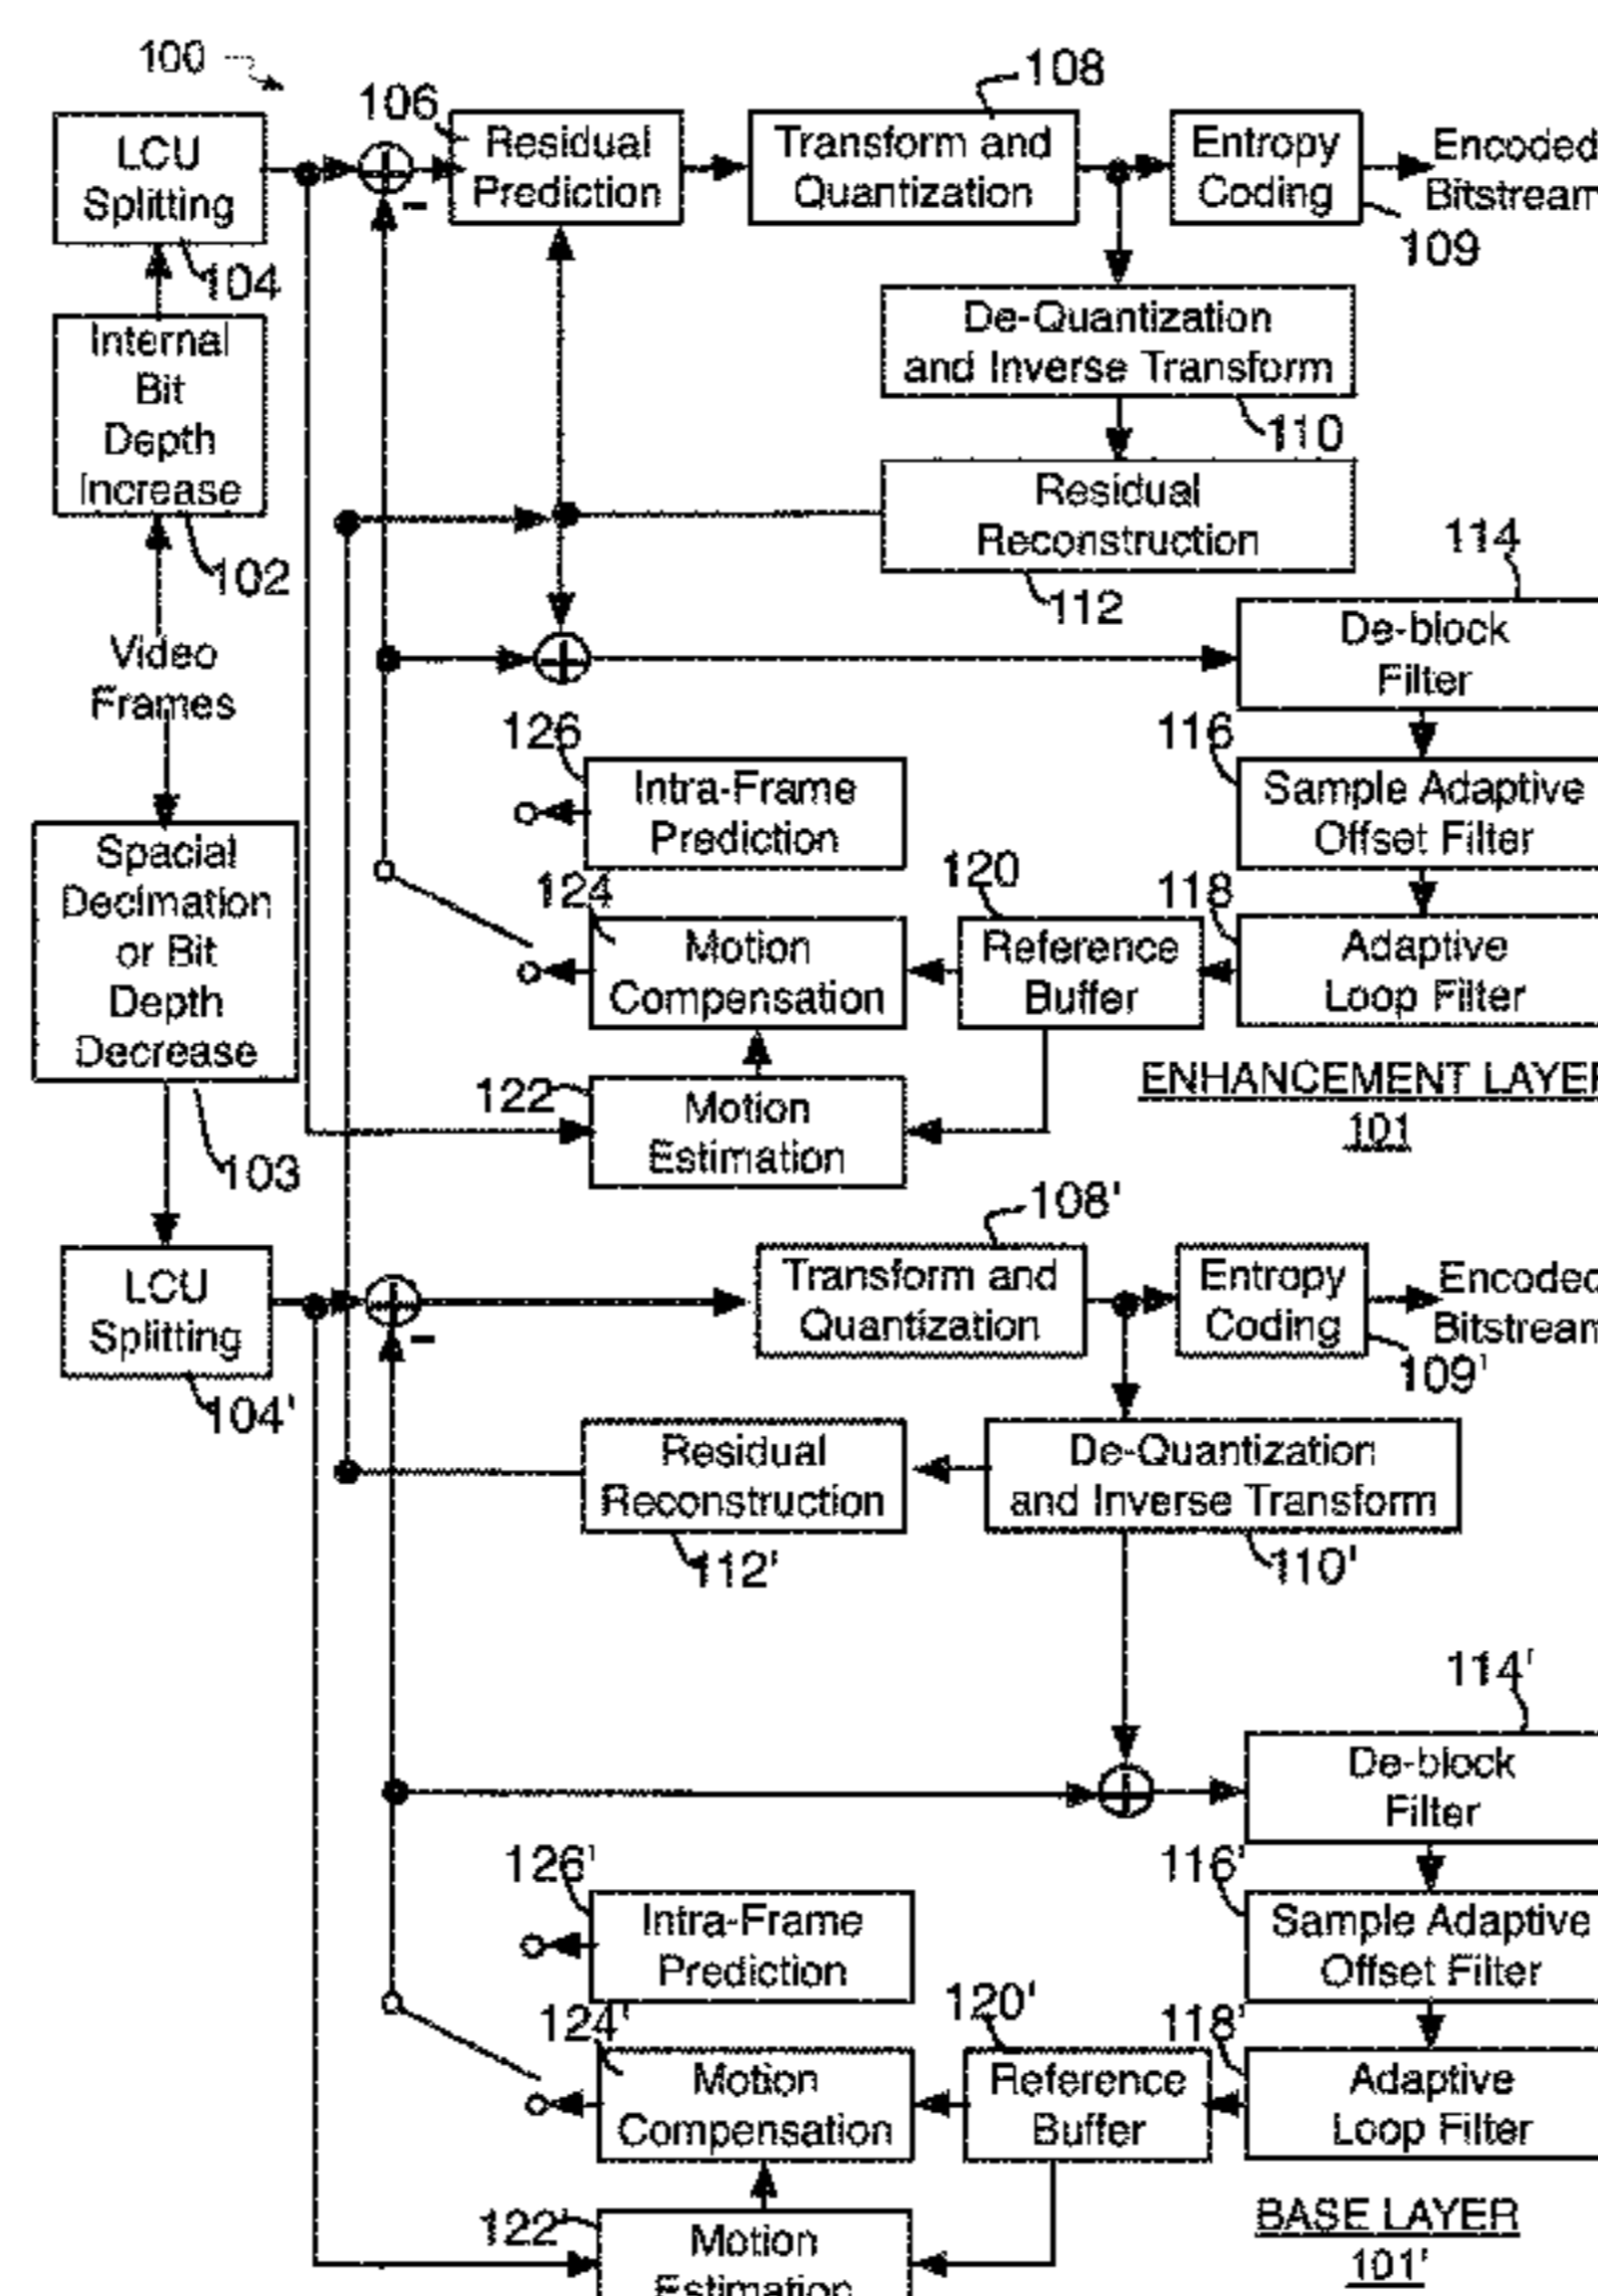 100
106
108
LCU
Splitting
Residual
Prediction
Transform and
Quantization
Entropy
Coding
Encoded
Bitstream
109
104
Internal
Bit
Depth
Increase
De-Quantization
and Inverse Transform
110
Residual
Reconstruction
102
112
114
Video
Frames
De-block
Filter
126
116
Intra-Frame
Prediction
Sample Adaptive
Offset Filter
Spacial
Decimation
or Bit
Depth
Decrease
124
120
118
Motion
Compensation
Reference
Buffer
Adaptive
Loop Filter
122
Motion
Estimation
ENHANCEMENT LAYER
101
103
108'
LCU
Splitting
Transform and
Quantization
Entropy
Coding
Encoded
Bitstream
109'
104'
Residual
Reconstruction
De-Quantization
and Inverse Transform
112'
110'
114'
De-block
Filter
126'
116'
Intra-Frame
Prediction
Sample Adaptive
Offset Filter
124'
120'
118'
Motion
Compensation
Reference
Buffer
Adaptive
Loop Filter
122'
Motion
Estimation
BASE LAYER
101'